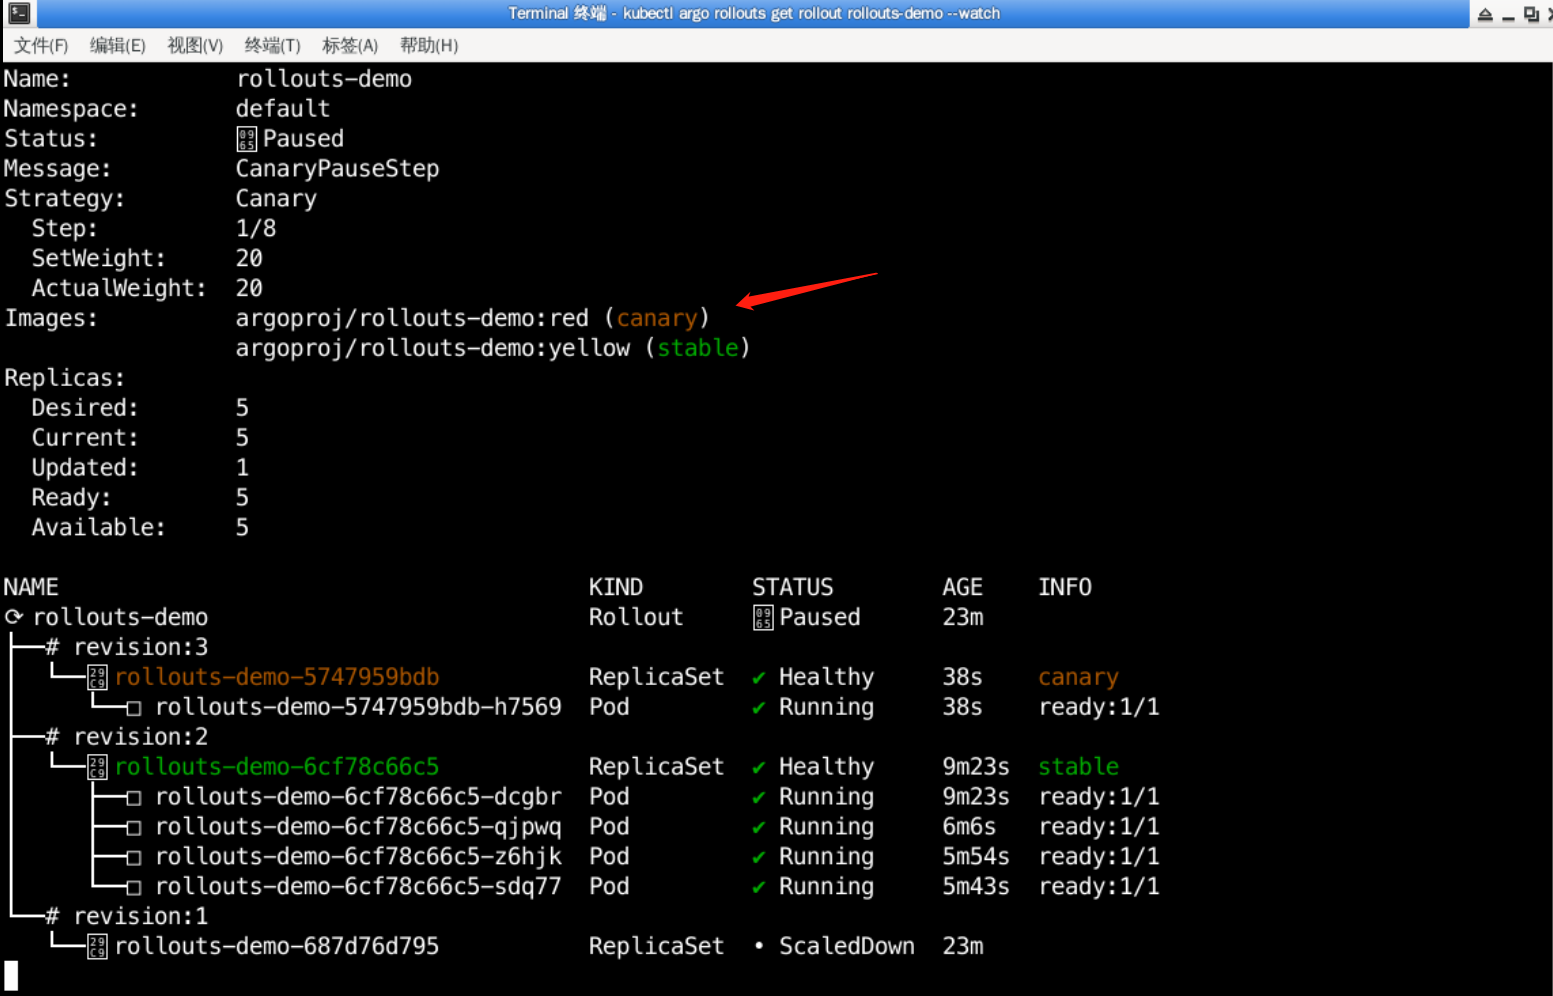 Terminal 终端 - kubectl argo rollouts get rollout rollouts-demo --watch
文件(F) 编辑(E) 视图(V) 终端(T) 标签(A) 帮助(H)
Name: rollouts-demo
Namespace: default
Status: Paused
Message: CanaryPauseStep
Strategy: Canary
Step: 1/8
SetWeight: 20
ActualWeight: 20
Images: argoproj/rollouts-demo:red (canary)
argoproj/rollouts-demo:yellow (stable)
Replicas:
Desired: 5
Current: 5
Updated: 1
Ready: 5
Available: 5
NAME KIND STATUS AGE INFO
⟳ rollouts-demo Rollout Paused 23m
# revision:3
rollouts-demo-5747959bdb ReplicaSet ✔ Healthy 38s canary
□ rollouts-demo-5747959bdb-h7569 Pod ✔ Running 38s ready:1/1
# revision:2
rollouts-demo-6cf78c66c5 ReplicaSet ✔ Healthy 9m23s stable
□ rollouts-demo-6cf78c66c5-dcgbr Pod ✔ Running 9m23s ready:1/1
□ rollouts-demo-6cf78c66c5-qjpwq Pod ✔ Running 6m6s ready:1/1
□ rollouts-demo-6cf78c66c5-z6hjk Pod ✔ Running 5m54s ready:1/1
□ rollouts-demo-6cf78c66c5-sdq77 Pod ✔ Running 5m43s ready:1/1
# revision:1
rollouts-demo-687d76d795 ReplicaSet • ScaledDown 23m